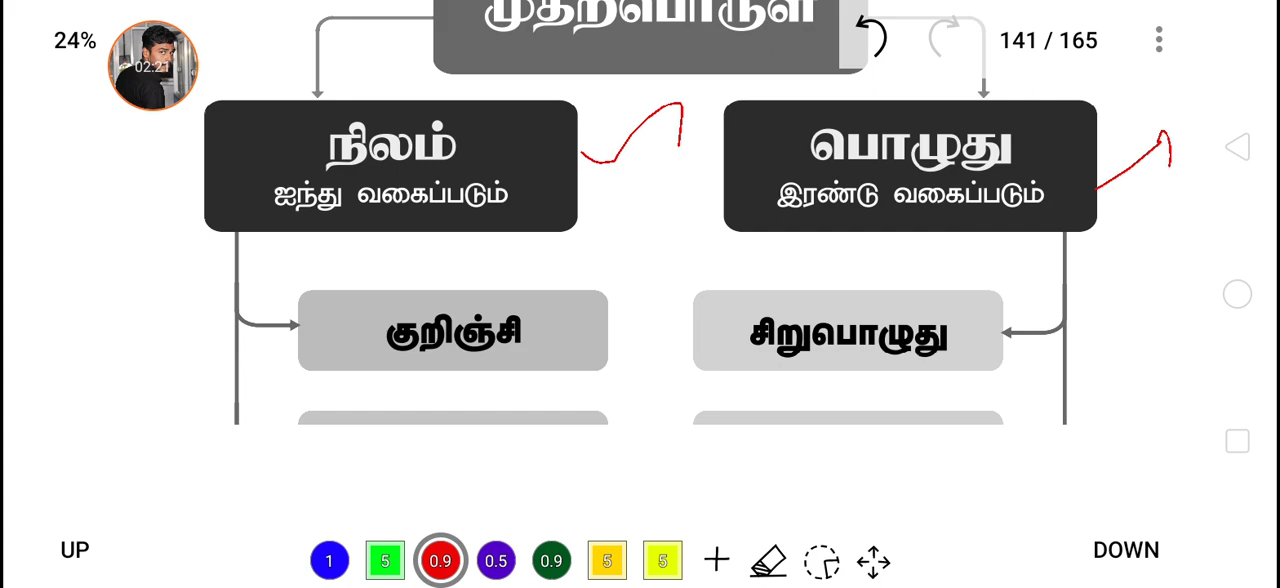 முதற்பொருள்
24%
02:21
141 / 165
நிலம்
ஐந்து வகைப்படும்
பொழுது
இரண்டு வகைப்படும்
குறிஞ்சி
சிறுபொழுது
UP
1
5
0.9
0.5
0.9
5
5
DOWN